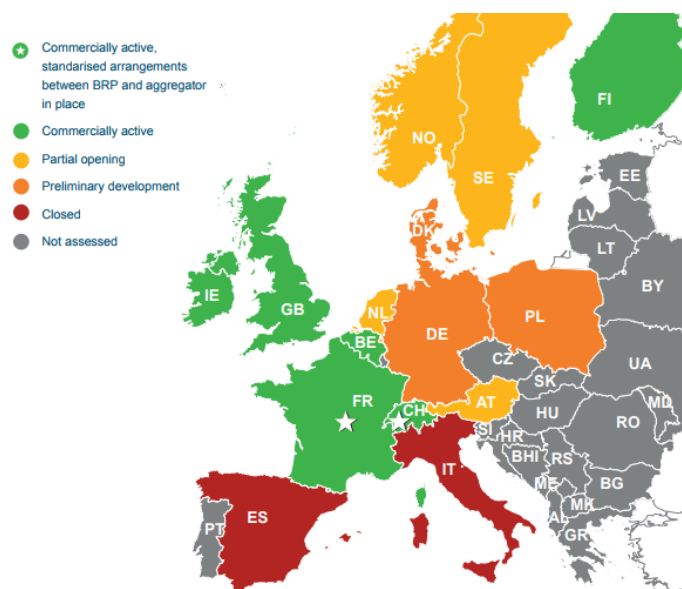 Commercially active,
standarised arrangements
between BRP and aggregator
in place
Commercially active
Partial opening
Preliminary development
Closed
Not assessed
FI
NO
SE
EE
LV
DK
LT
IE
GB
NL
BY
DE
PL
BE
CZ
UA
SK
FR
CH
AT
MD
HU
SI
RO
HR
IT
BHI
RS
ME
BG
MK
AL
ES
PT
GR